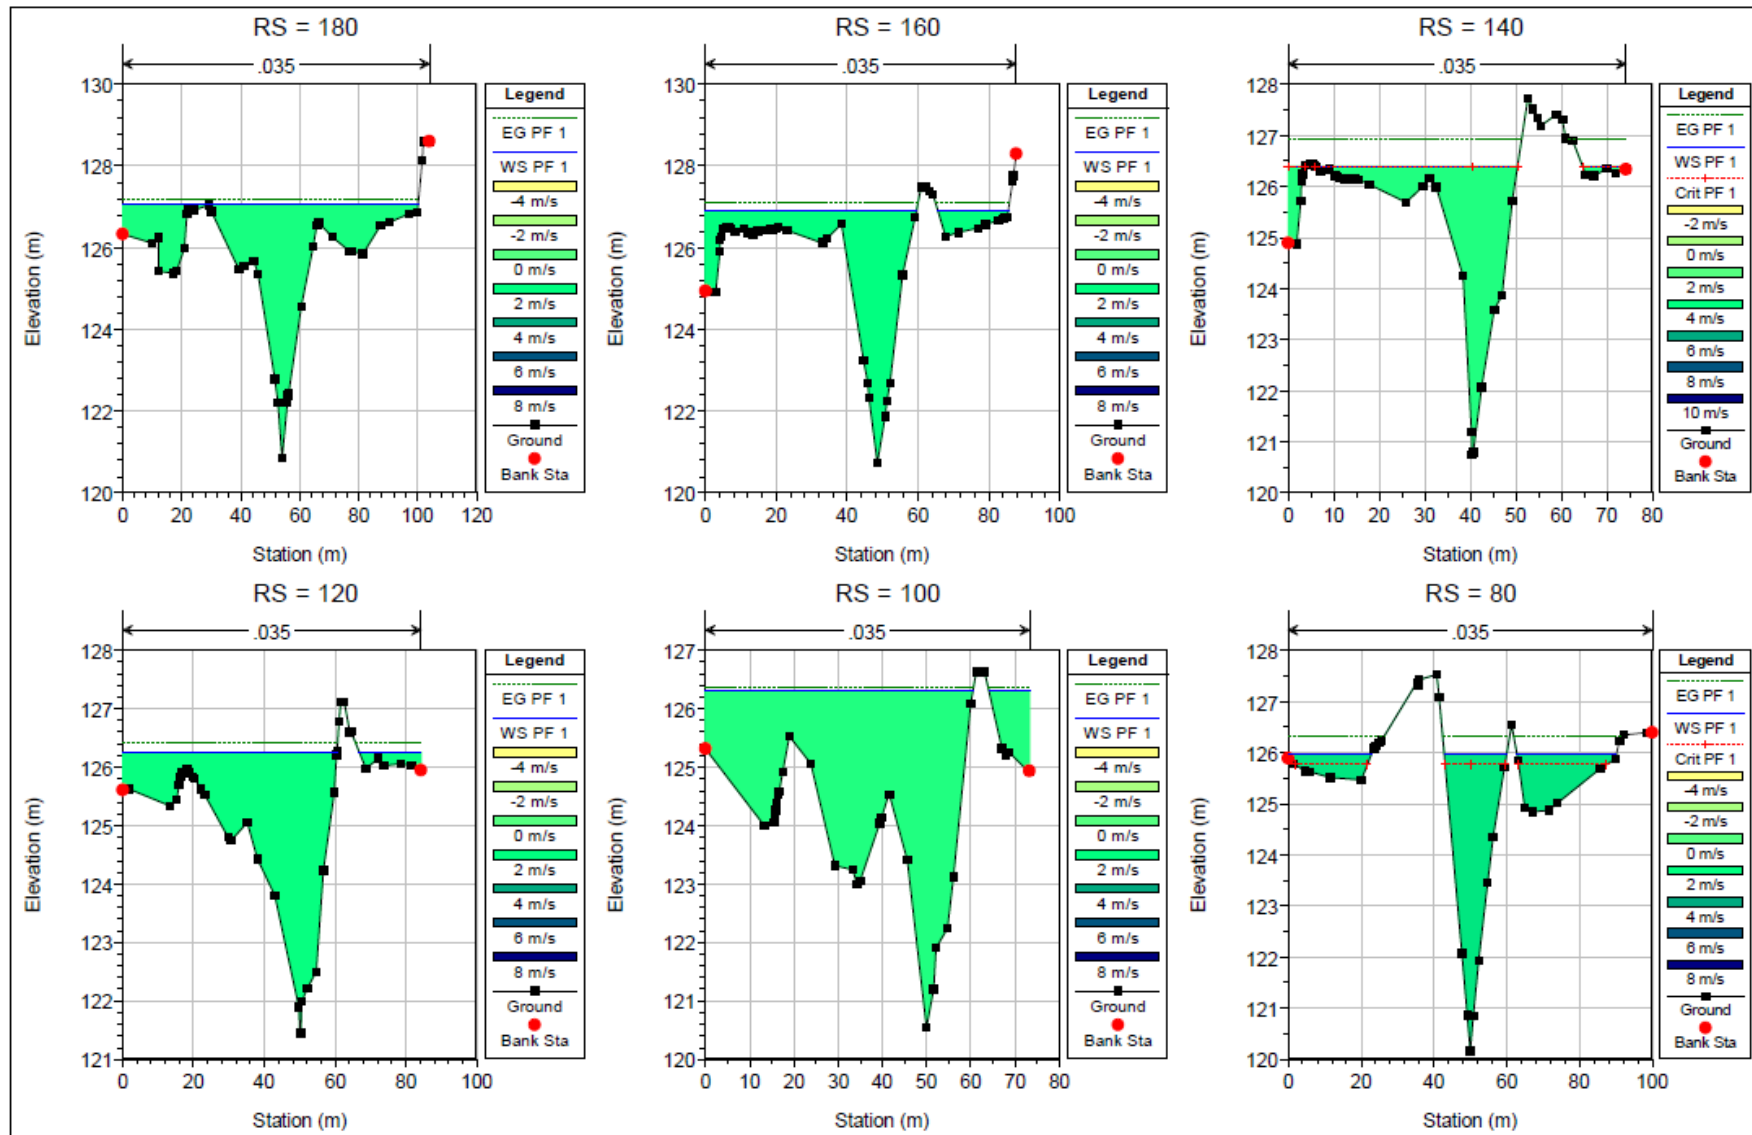 RS = 180
.035
Elevation (m)
130
128
126
124
122
120
0 20 40 60 80 100 120
Station (m)
Legend
EG PF 1
WS PF 1
-4 m/s
-2 m/s
0 m/s
2 m/s
4 m/s
6 m/s
8 m/s
Ground
Bank Sta
RS = 160
.035
Elevation (m)
130
128
126
124
122
120
0 20 40 60 80 100
Station (m)
Legend
EG PF 1
WS PF 1
-4 m/s
-2 m/s
0 m/s
2 m/s
4 m/s
6 m/s
8 m/s
Ground
Bank Sta
RS = 140
.035
Elevation (m)
128
127
126
125
124
123
122
121
120
0 10 20 30 40 50 60 70 80
Station (m)
Legend
EG PF 1
WS PF 1
Crit PF 1
-2 m/s
0 m/s
2 m/s
4 m/s
6 m/s
8 m/s
10 m/s
Ground
Bank Sta
RS = 120
.035
Elevation (m)
128
127
126
125
124
123
122
121
0 20 40 60 80 100
Station (m)
Legend
EG PF 1
WS PF 1
-4 m/s
-2 m/s
0 m/s
2 m/s
4 m/s
6 m/s
8 m/s
Ground
Bank Sta
RS = 100
.035
Elevation (m)
127
126
125
124
123
122
121
120
0 10 20 30 40 50 60 70 80
Station (m)
Legend
EG PF 1
WS PF 1
-4 m/s
-2 m/s
0 m/s
2 m/s
4 m/s
6 m/s
8 m/s
Ground
Bank Sta
RS = 80
.035
Elevation (m)
128
127
126
125
124
123
122
121
120
0 20 40 60 80 100
Station (m)
Legend
EG PF 1
WS PF 1
Crit PF 1
-4 m/s
-2 m/s
0 m/s
2 m/s
4 m/s
6 m/s
8 m/s
Ground
Bank Sta